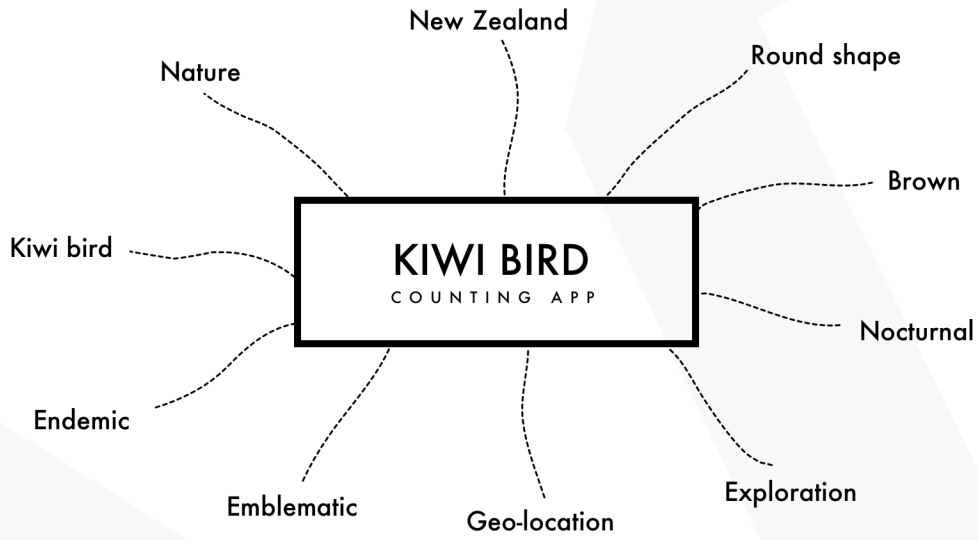 New Zealand
Nature
Round shape
Brown
Kiwi bird
KIWI BIRD
COUNTING APP
Nocturnal
Endemic
Emblematic
Geo-location
Exploration